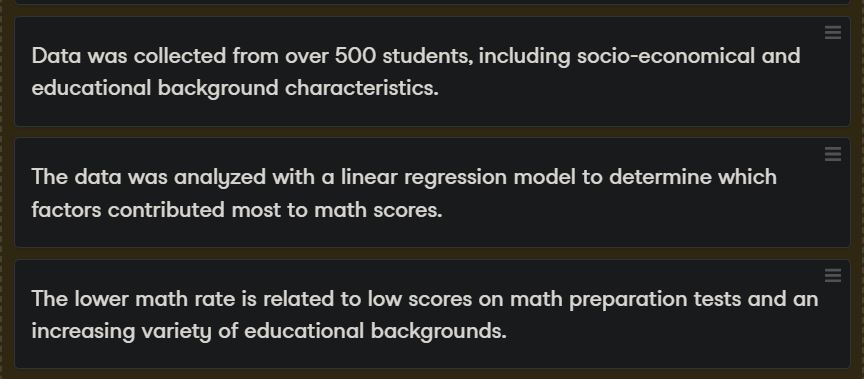 Data was collected from over 500 students, including socio-economical and
educational background characteristics.
The data was analyzed with a linear regression model to determine which
factors contributed most to math scores.
The lower math rate is related to low scores on math preparation tests and an
increasing variety of educational backgrounds.